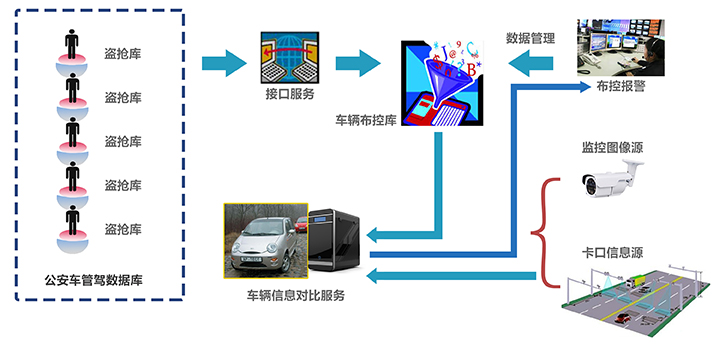 盗抢库
盗抢库
盗抢库
盗抢库
盗抢库
公安车管驾数据库
接口服务
车辆布控库
数据管理
布控报警
监控图像源
卡口信息源
车辆信息对比服务